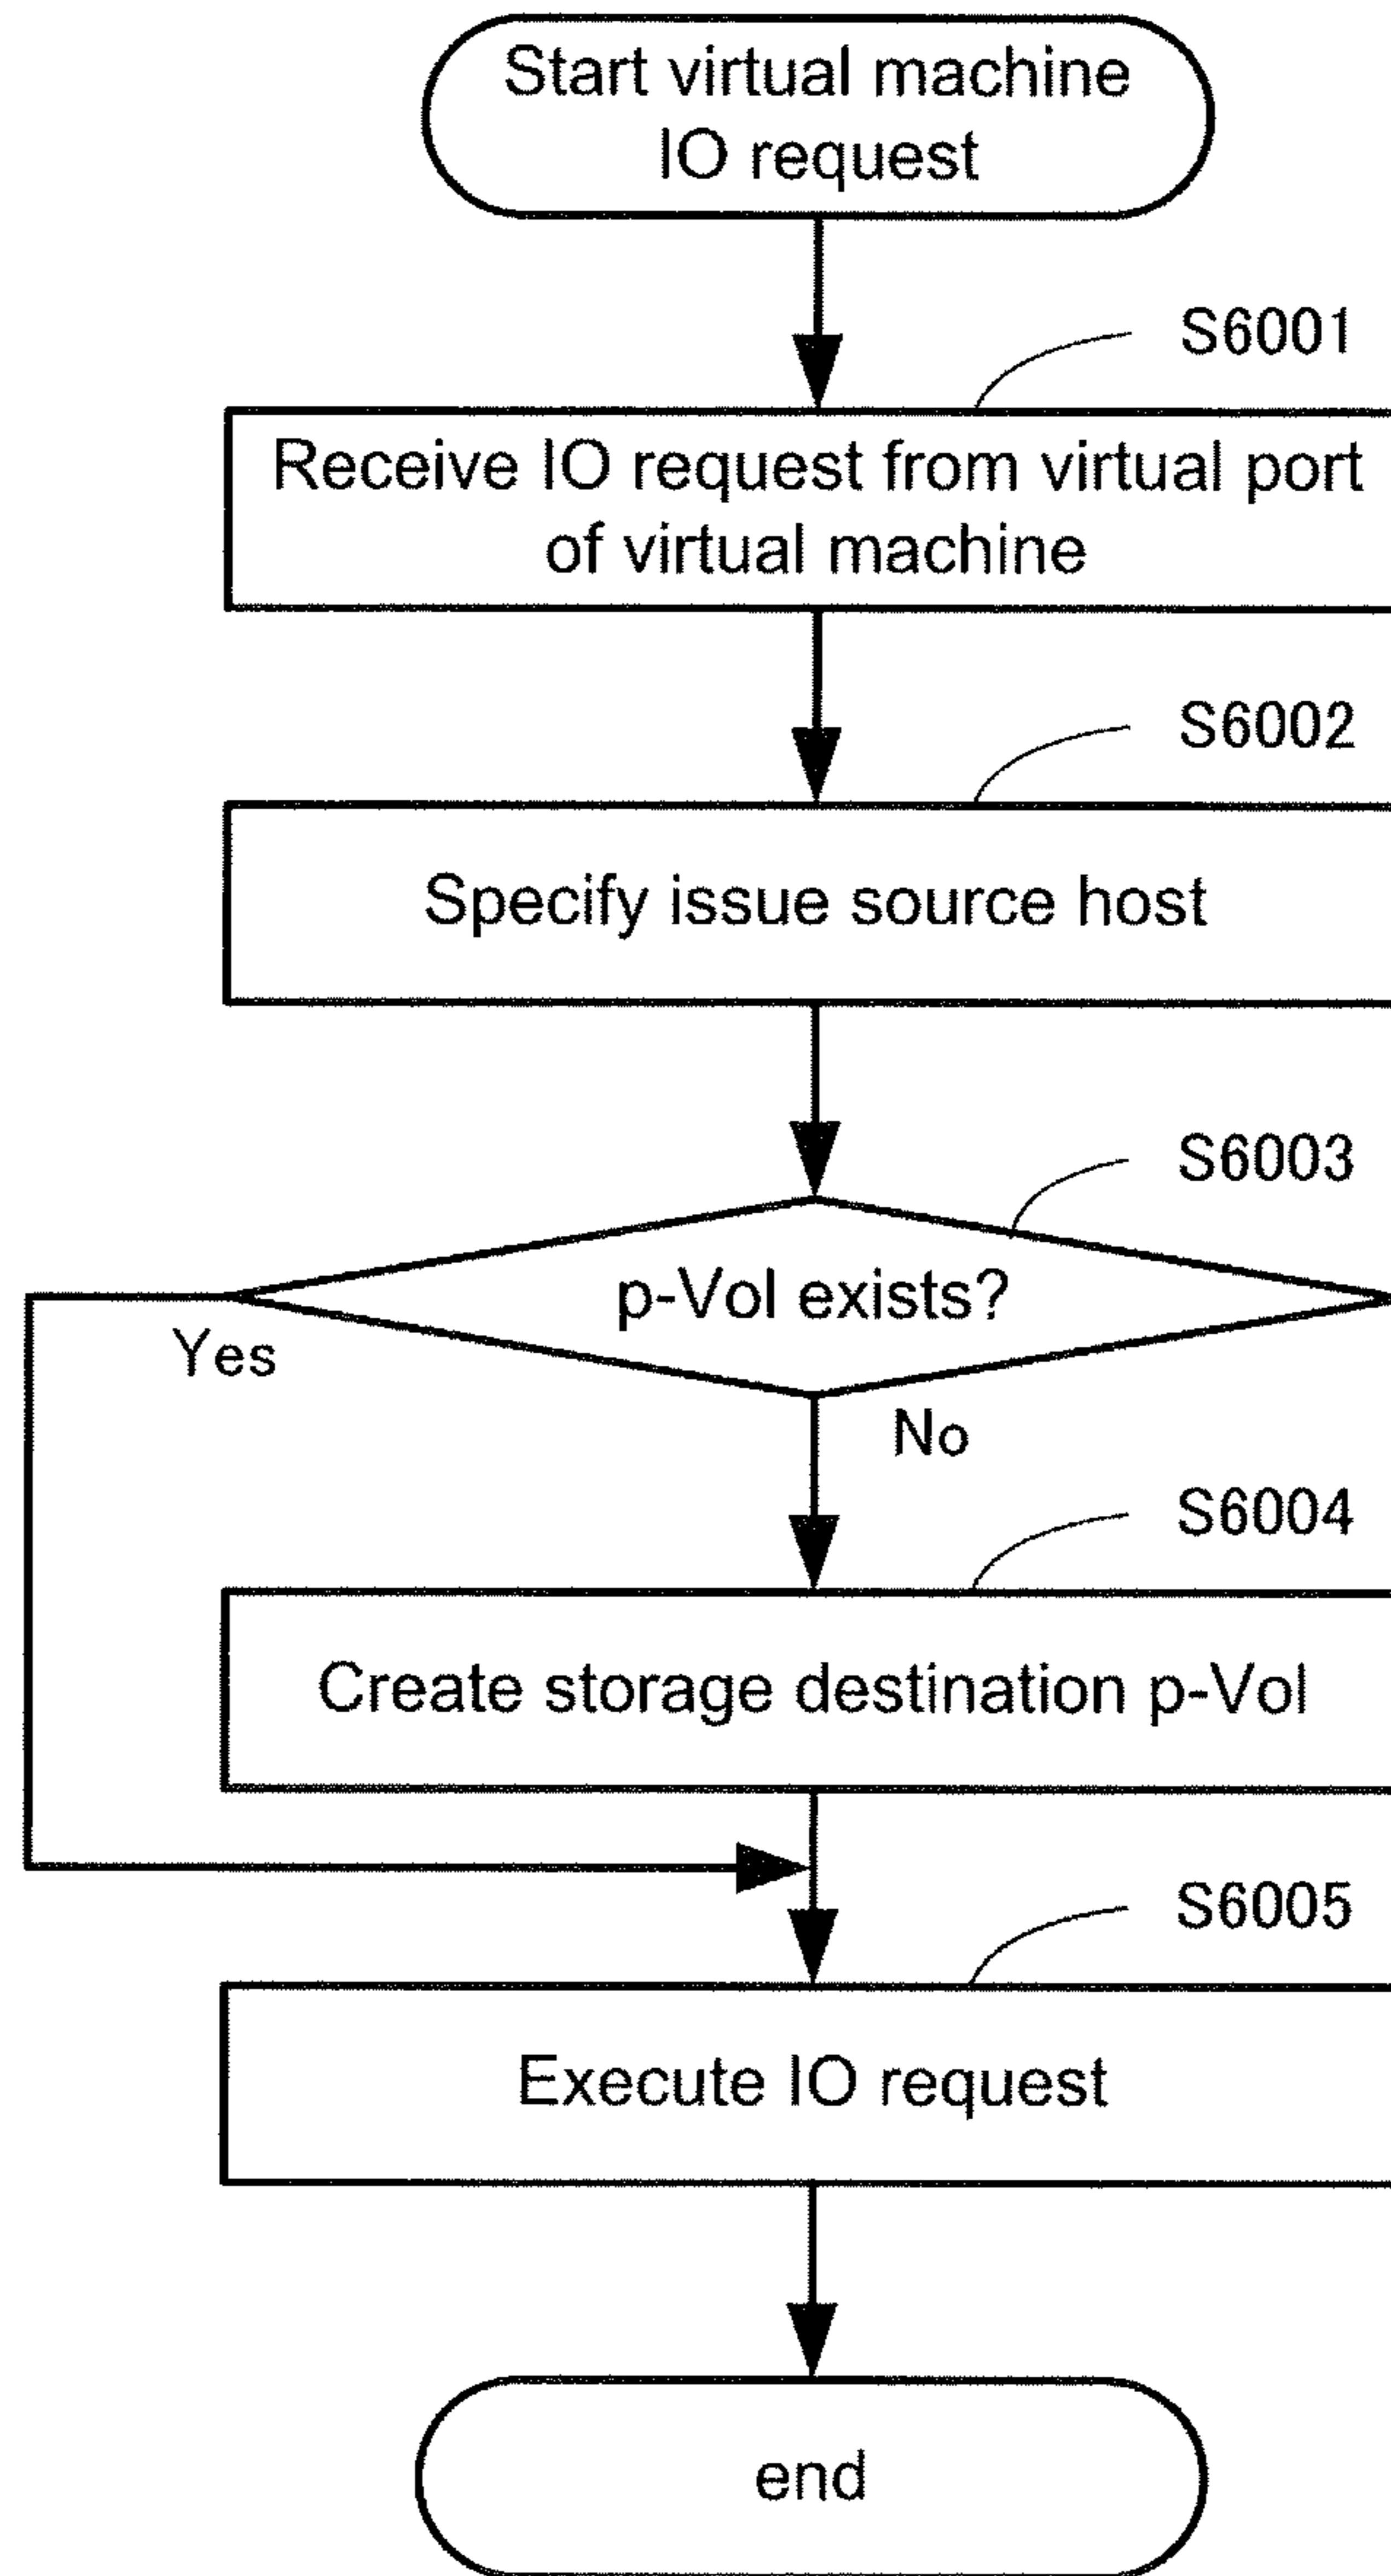 Start virtual machine
IO request
S6001
Receive IO request from virtual port
of virtual machine
S6002
Specify issue source host
S6003
p-Vol exists?
Yes
No
S6004
Create storage destination p-Vol
S6005
Execute IO request
end